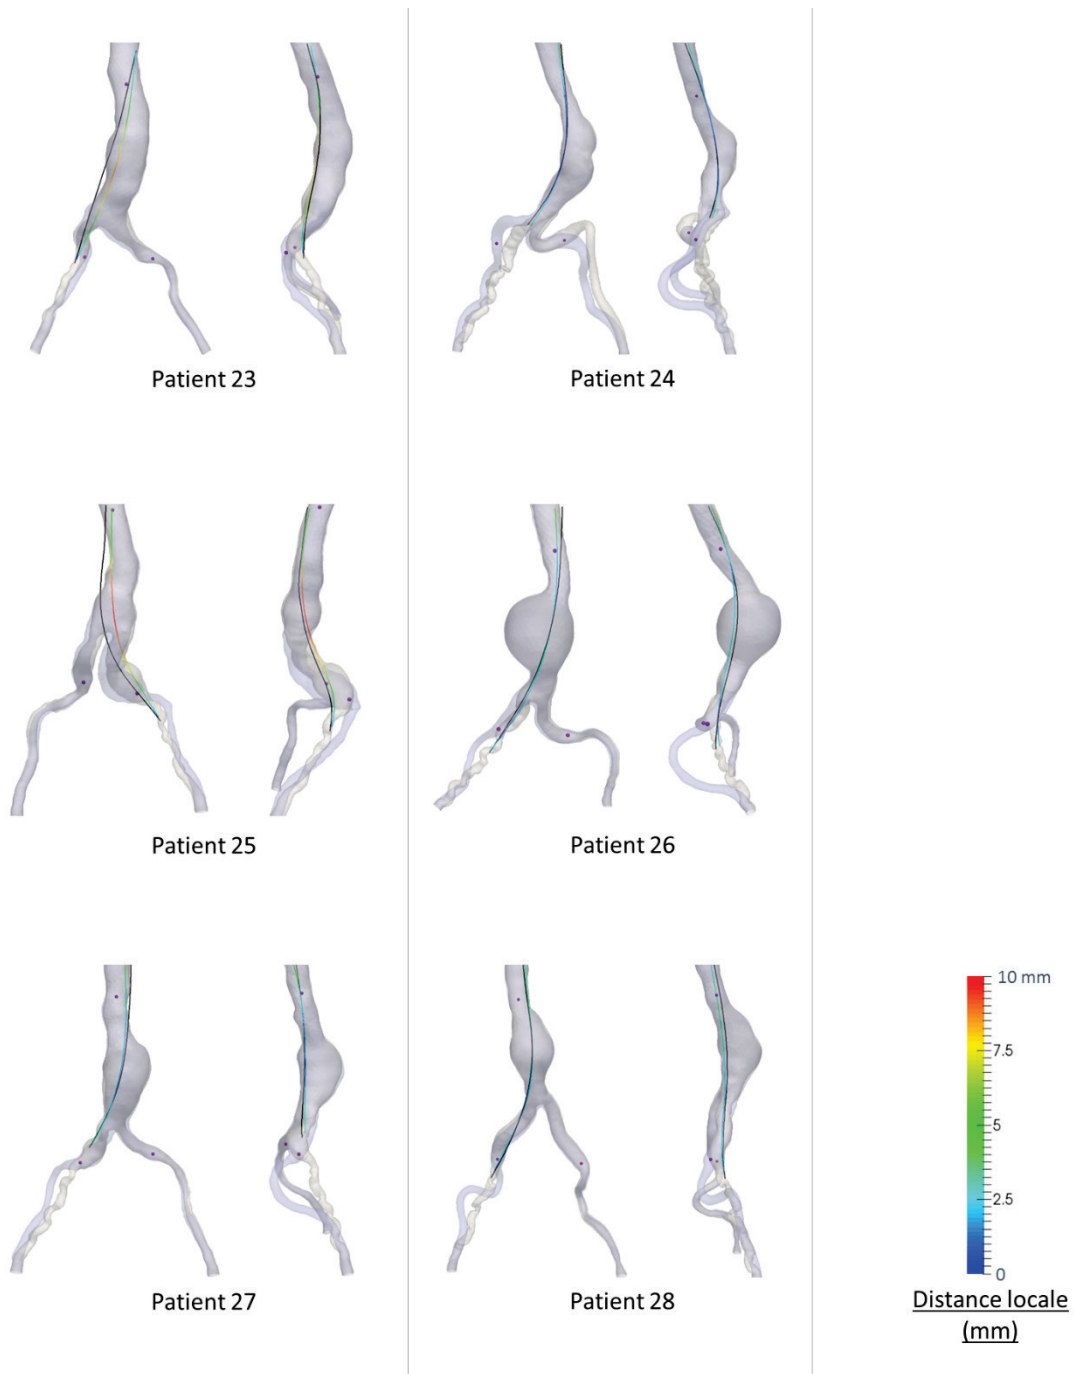 Patient 23
Patient 24
Patient 25
Patient 26
Patient 27
Patient 28
10 mm
7.5
5
2.5
0
Distance locale
(mm)